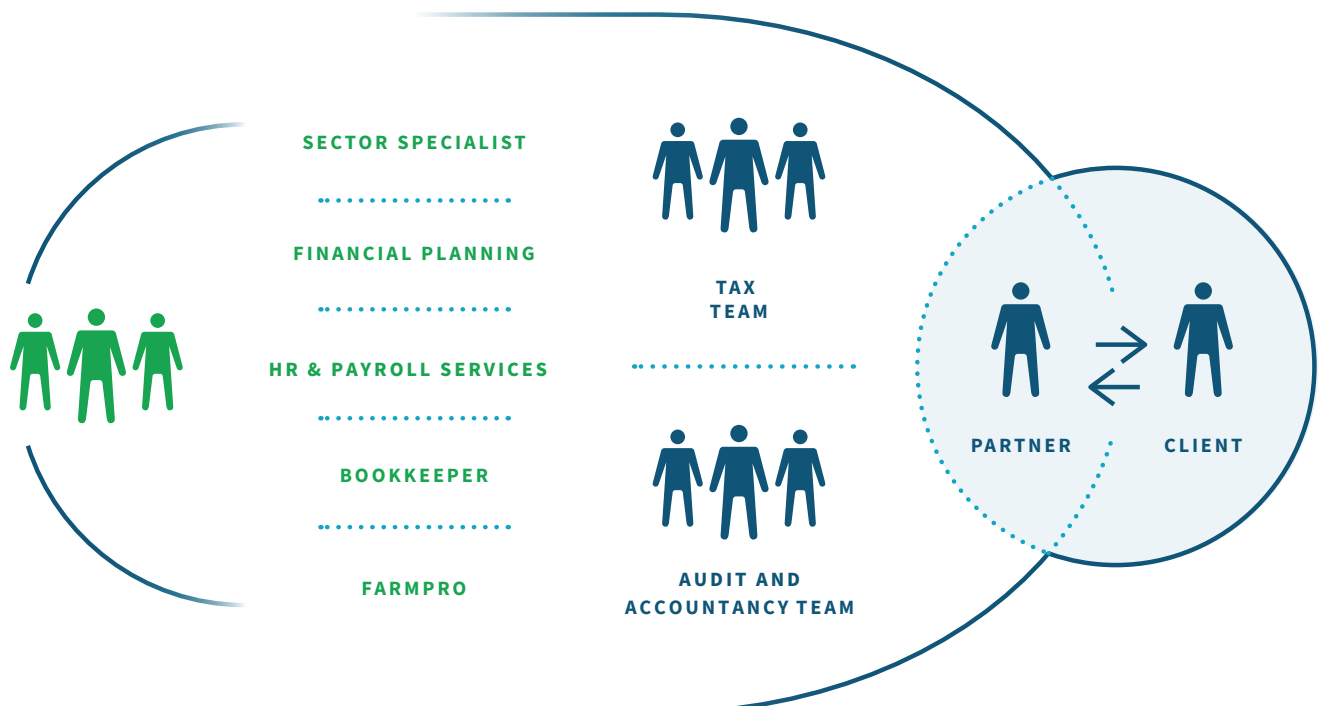 SECTOR SPECIALIST
FINANCIAL PLANNING
HR & PAYROLL SERVICES
BOOKKEEPER
FARMPRO
TAX
TEAM
AUDIT AND
ACCOUNTANCY TEAM
PARTNER
CLIENT